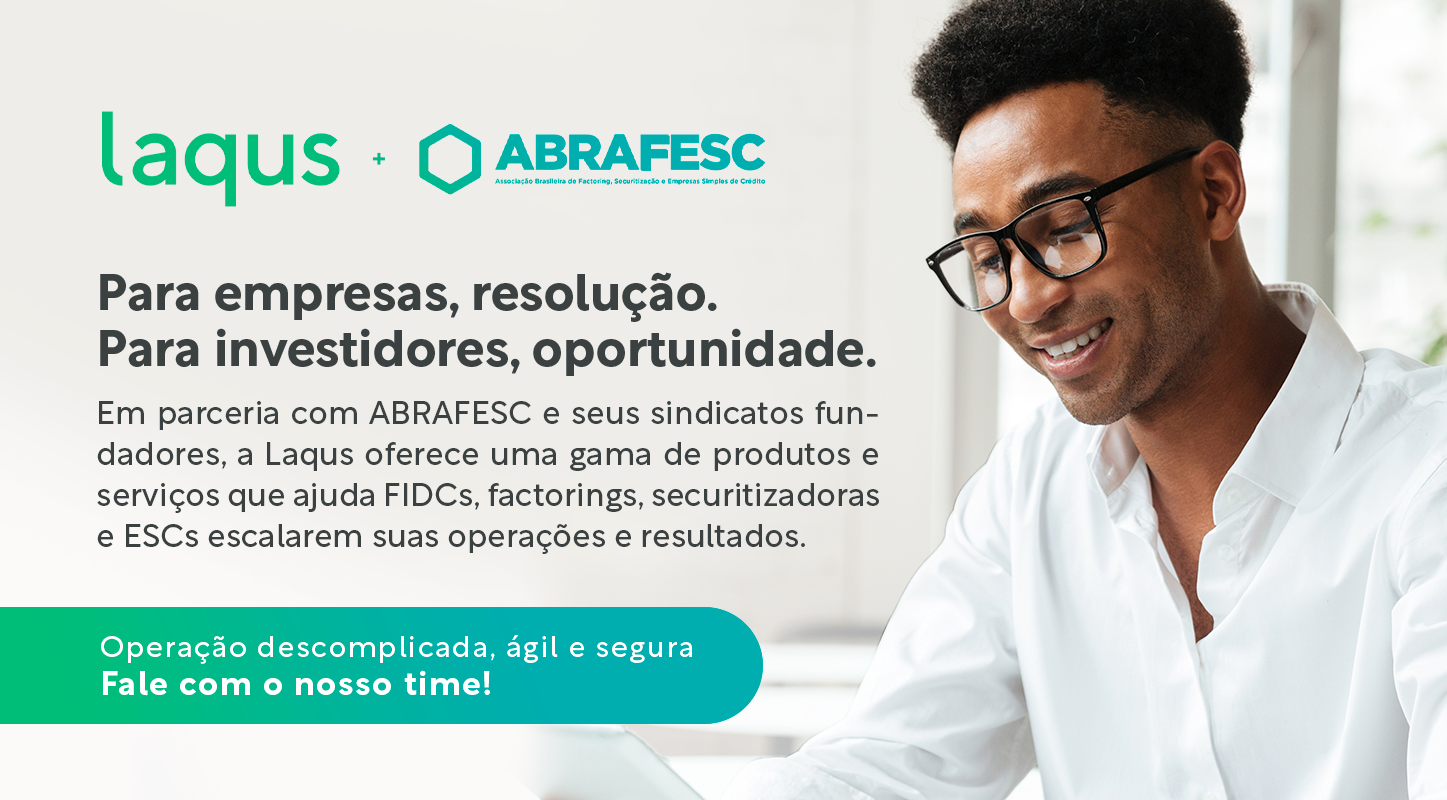 laqus + ABRAFESC
Associação Brasileira de Factoring, Securitização e Empresas Simples de Crédito
Para empresas, resolução.
Para investidores, oportunidade.
Em parceria com ABRAFESC e seus sindicatos fun-
dadores, a Laqus oferece uma gama de produtos e
serviços que ajuda FIDCs, factorings, securitizadoras
e ESCs escalarem suas operações e resultados.
Operação descomplicada, ágil e segura
Fale com o nosso time!